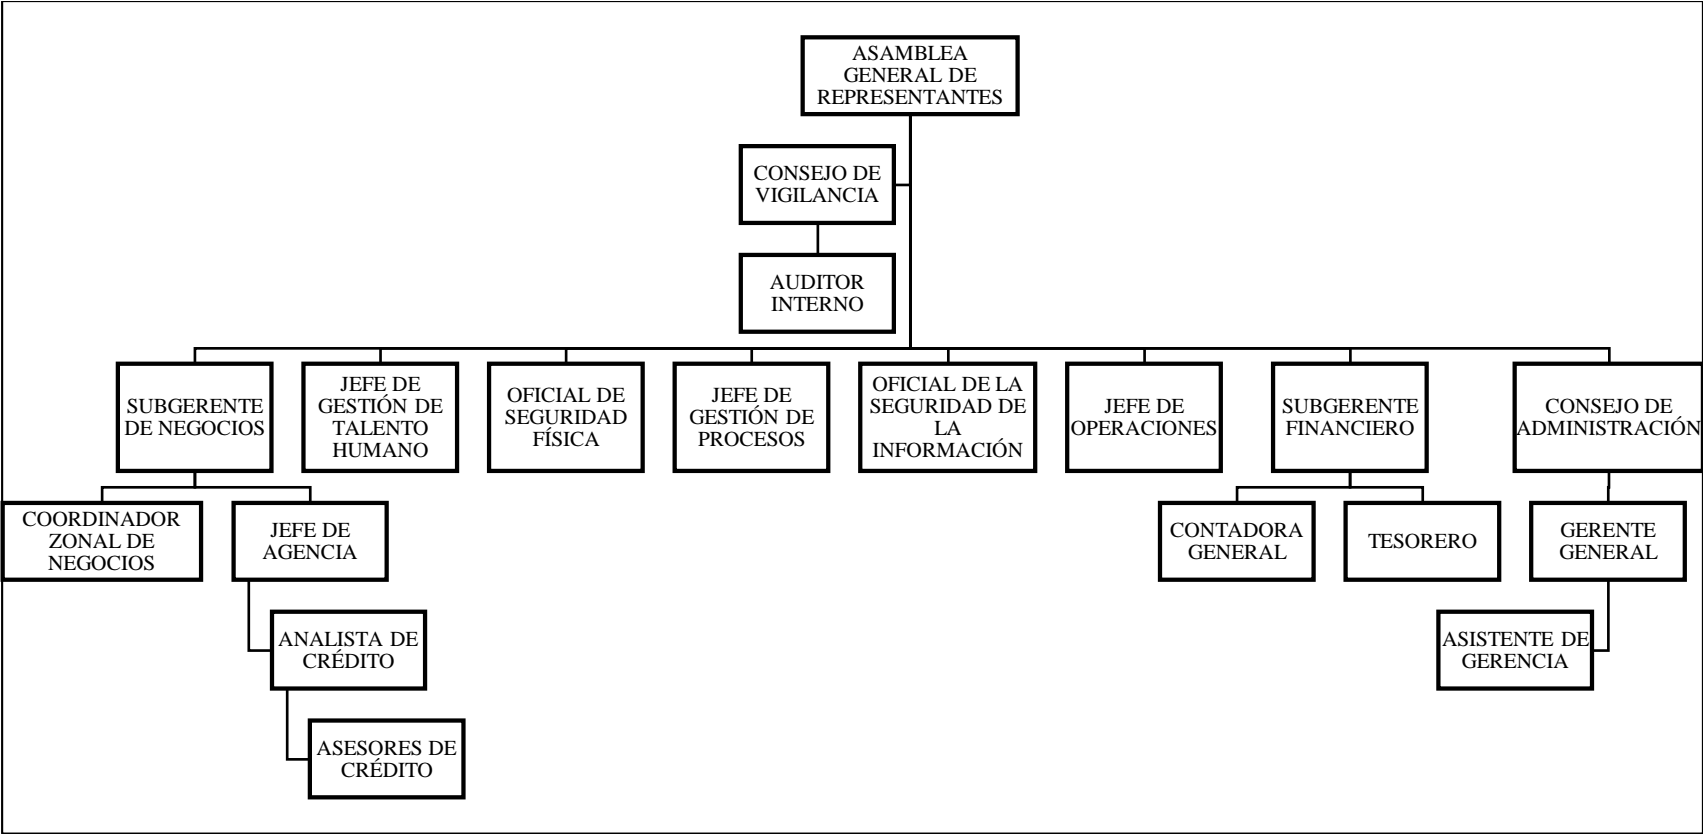 ASAMBLEA
GENERAL DE
REPRESENTANTES
CONSEJO DE
VIGILANCIA
AUDITOR
INTERNO
SUBGERENTE
DE NEGOCIOS
JEFE DE
GESTIÓN DE
TALENTO
HUMANO
OFICIAL DE
SEGURIDAD
FÍSICA
JEFE DE
GESTIÓN DE
PROCESOS
OFICIAL DE LA
SEGURIDAD DE
LA
INFORMACIÓN
JEFE DE
OPERACIONES
SUBGERENTE
FINANCIERO
CONSEJO DE
ADMINISTRACIÓN
COORDINADOR
ZONAL DE
NEGOCIOS
JEFE DE
AGENCIA
CONTADORA
GENERAL
TESORERO
GERENTE
GENERAL
ANALISTA DE
CRÉDITO
ASISTENTE DE
GERENCIA
ASESORES DE
CRÉDITO